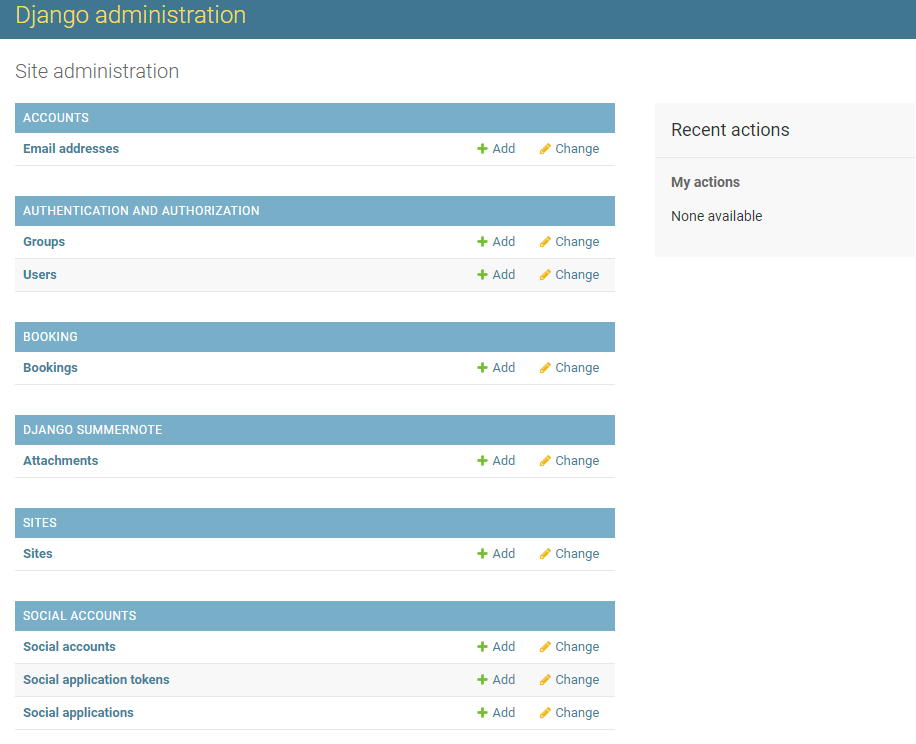 Django administration
Site administration
ACCOUNTS
Email addresses Add Change
AUTHENTICATION AND AUTHORIZATION
Groups Add Change
Users Add Change
BOOKING
Bookings Add Change
DJANGO SUMMERNOTE
Attachments Add Change
SITES
Sites Add Change
SOCIAL ACCOUNTS
Social accounts Add Change
Social application tokens Add Change
Social applications Add Change
Recent actions
My actions
None available